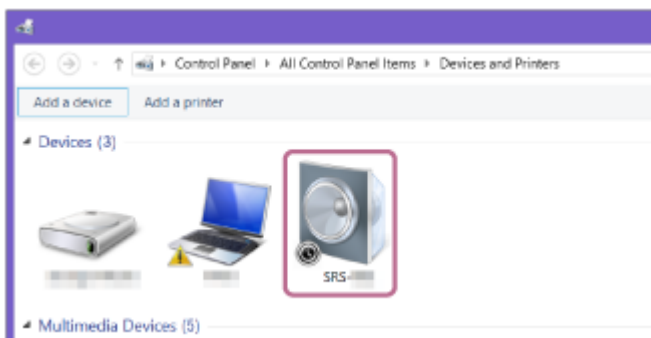 Control Panel ▸ All Control Panel Items ▸ Devices and Printers
Add a device Add a printer
Devices (3)
SRS-
Multimedia Devices (5)